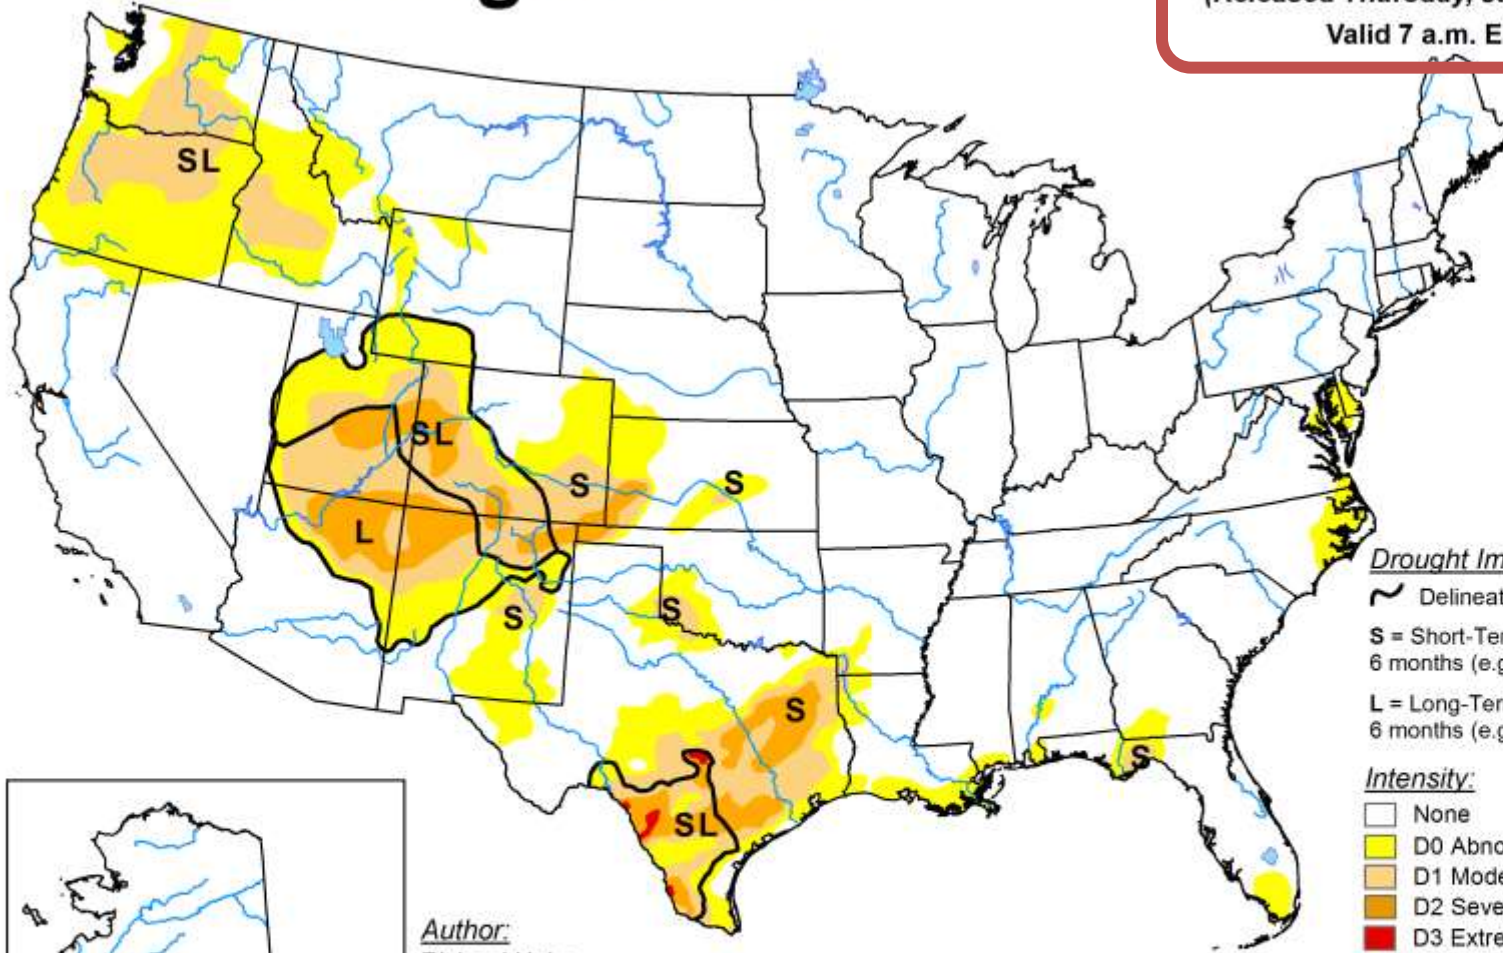 Valid 7 a.m. E
SL
SL
S
S
L
S
S
S
SL
S
Drought Im
Delineat
S = Short-Ter
6 months (e.g
L = Long-Ter
6 months (e.g
Intensity:
None
D0 Abno
D1 Mode
D2 Seve
D3 Extre
Author: